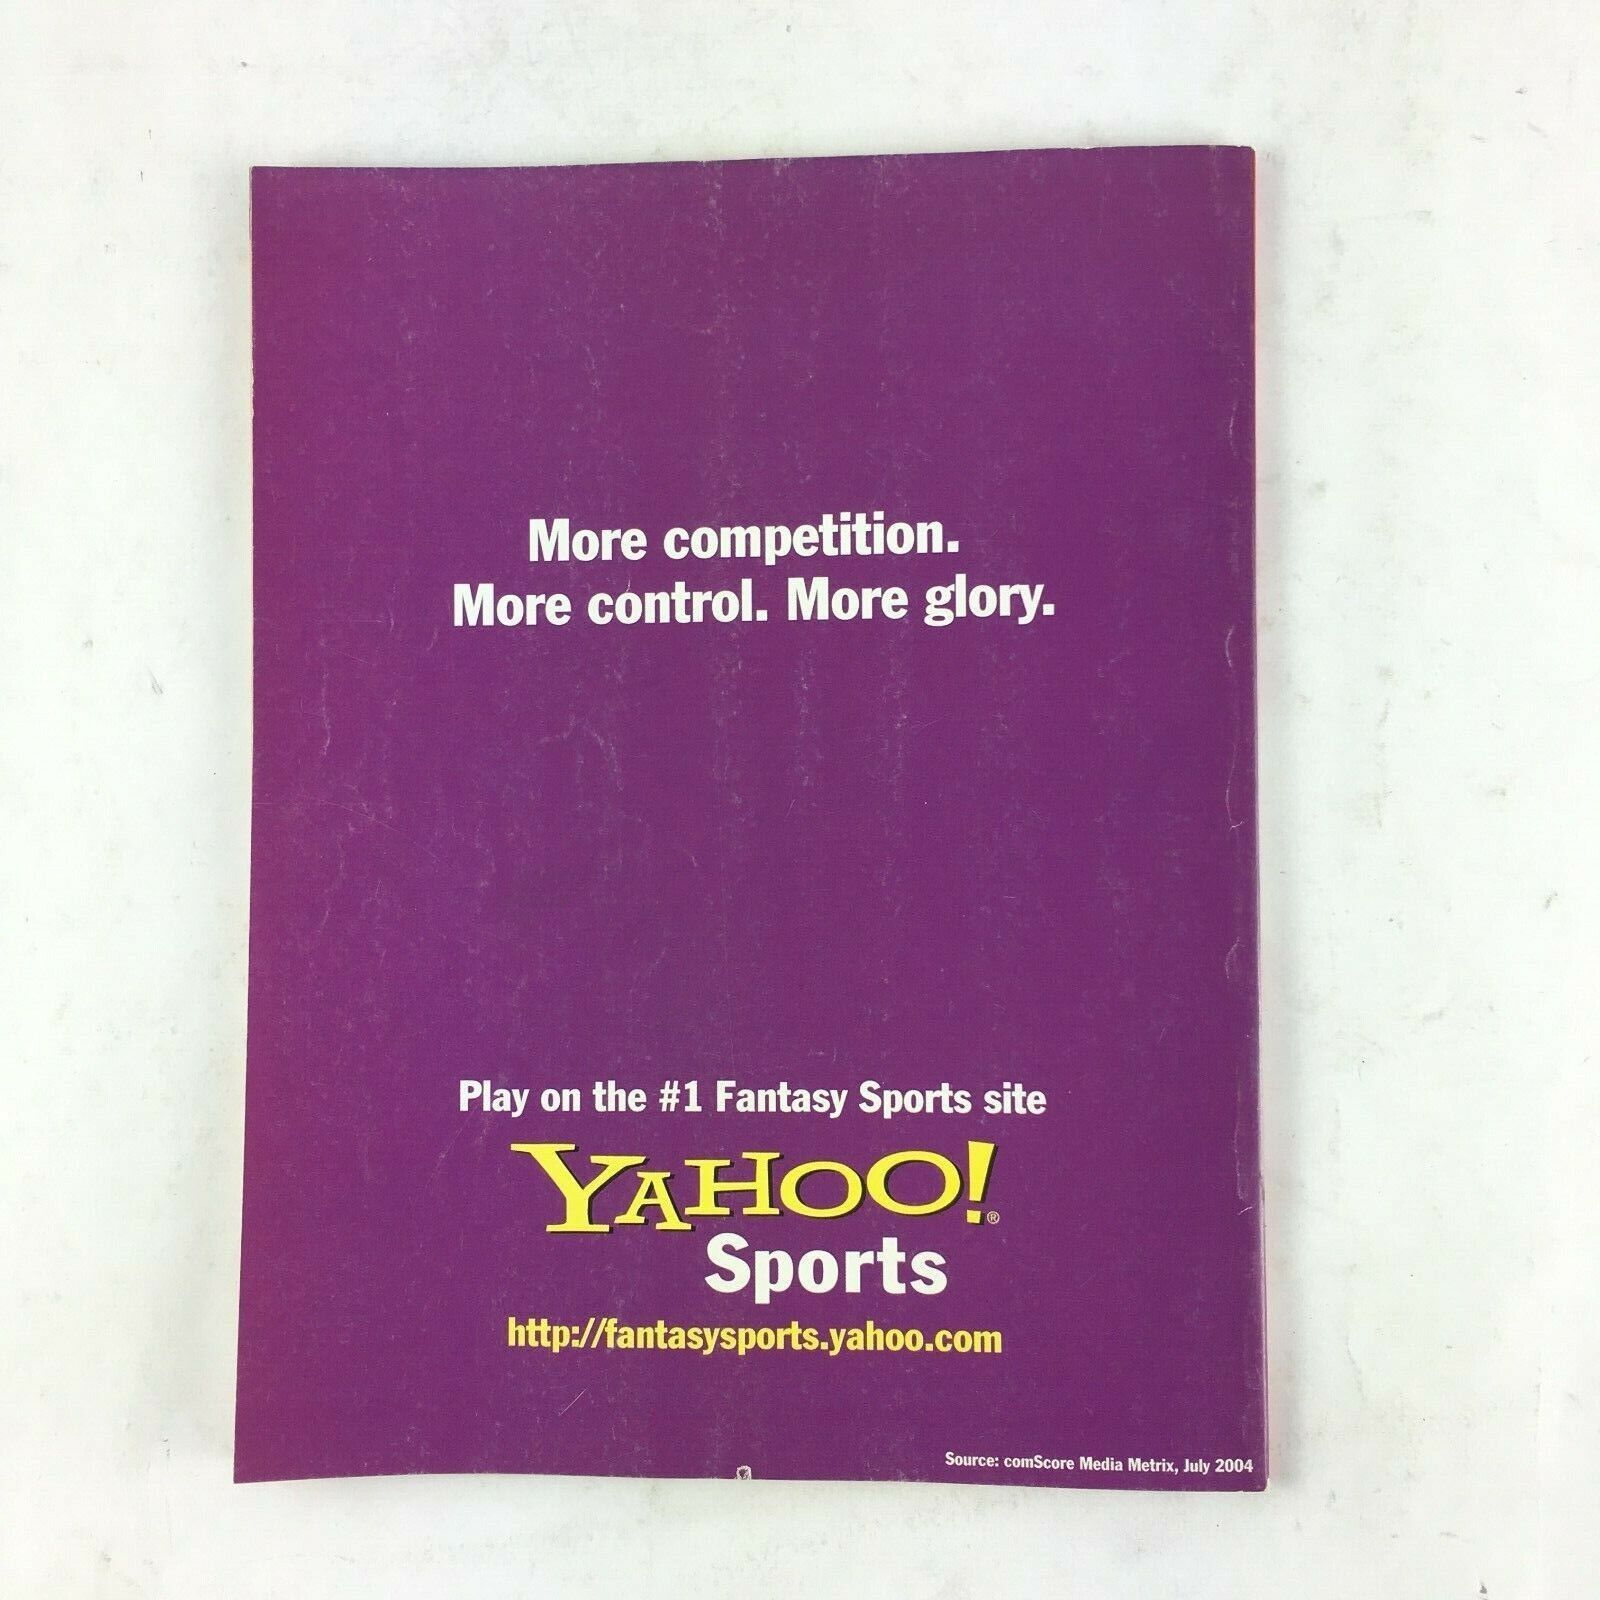 More competition.
More control. More glory.
Play on the #1 Fantasy Sports site
YAHOO!®
Sports
http://fantasysports.yahoo.com
Source: comScore Media Metrix, July 2004